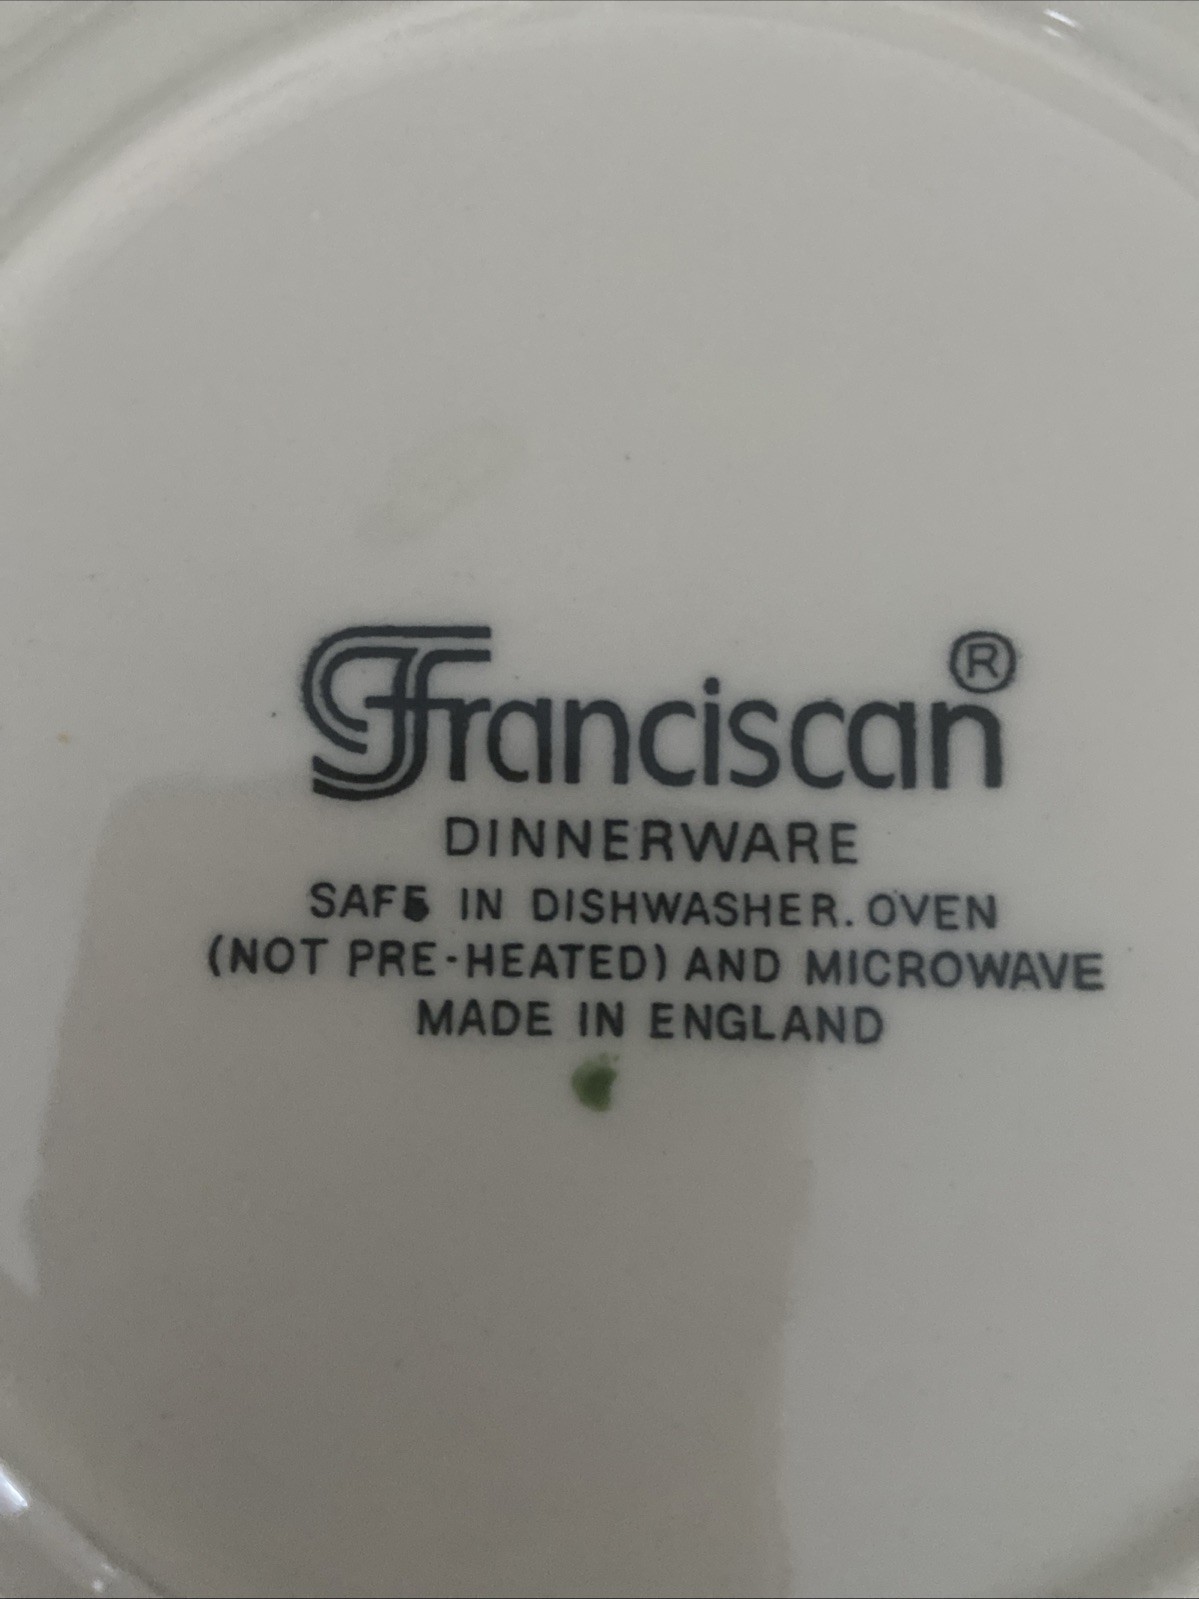 Franciscan ®
DINNERWARE
SAFE IN DISHWASHER. OVEN
(NOT PRE-HEATED) AND MICROWAVE
MADE IN ENGLAND